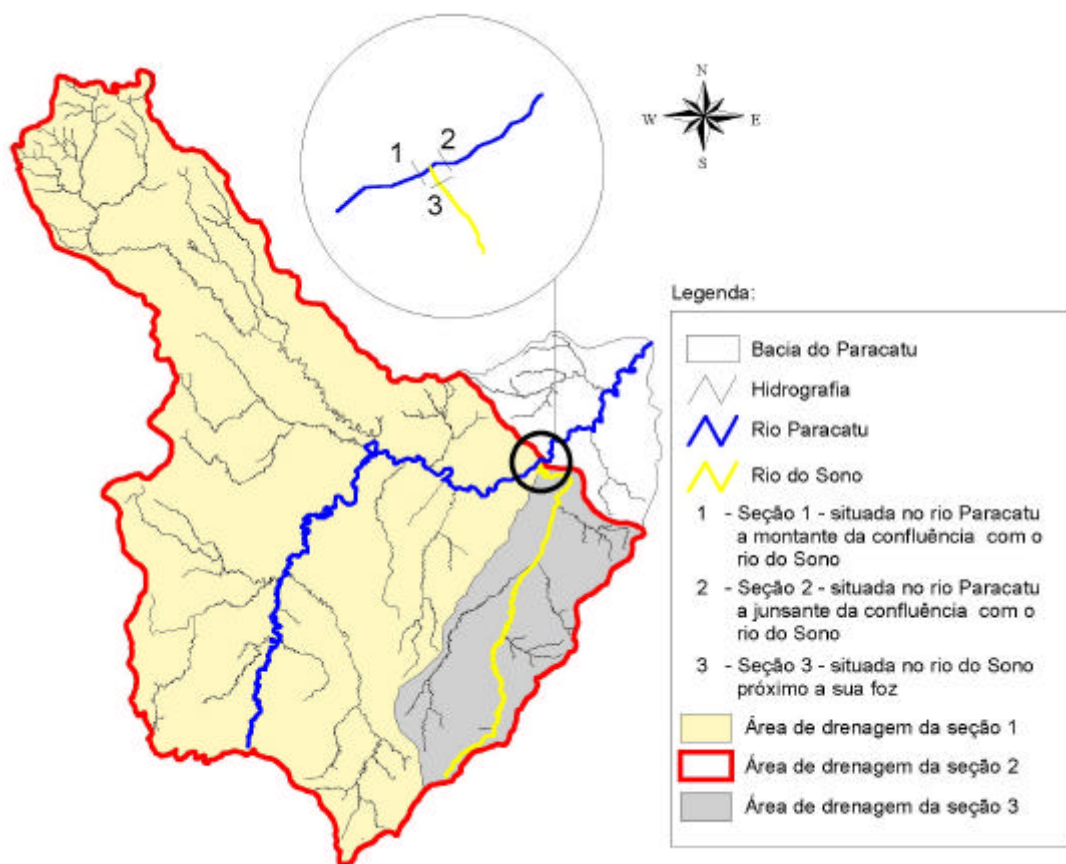 N
W
E
S
1
2
3
Legenda:
Bacia do Paracatu
Hidrografia
Rio Paracatu
Rio do Sono
1 - Seção 1 - situada no rio Paracatu
a montante da confluência com o
rio do Sono
2 - Seção 2 - situada no rio Paracatu
a junsante da confluência com o
rio do Sono
3 - Seção 3 - situada no rio do Sono
próximo a sua foz
Área de drenagem da seção 1
Área de drenagem da seção 2
Área de drenagem da seção 3